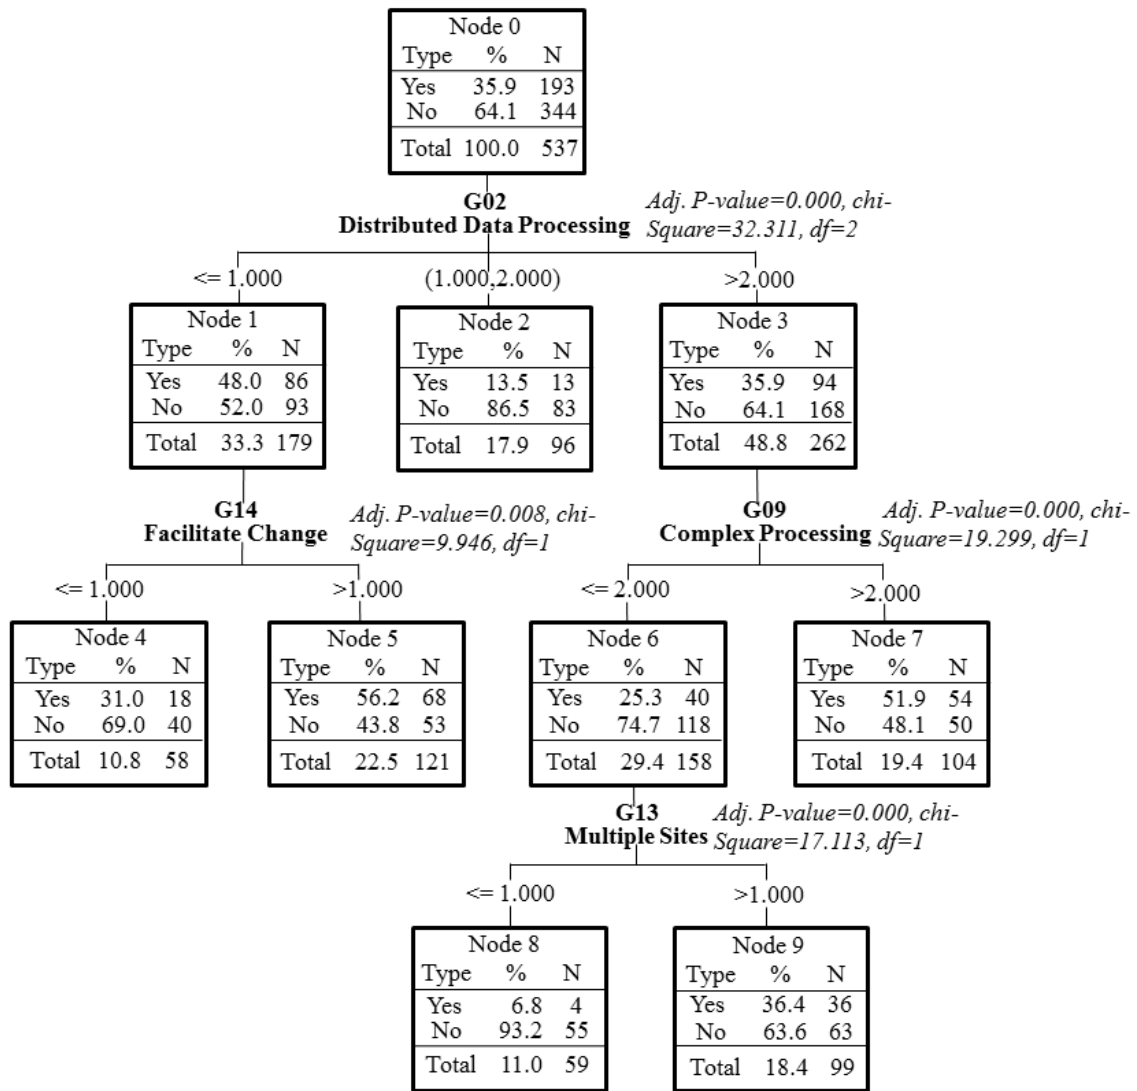 Node 0
Type % N
Yes 35.9 193
No 64.1 344
Total 100.0 537
G02
Distributed Data Processing
Adj. P-value=0.000, chi-
Square=32.311, df=2
<= 1.000
(1.000,2.000)
>2.000
Node 1
Type % N
Yes 48.0 86
No 52.0 93
Total 33.3 179
Node 2
Type % N
Yes 13.5 13
No 86.5 83
Total 17.9 96
Node 3
Type % N
Yes 35.9 94
No 64.1 168
Total 48.8 262
G14
Facilitate Change
Adj. P-value=0.008, chi-
Square=9.946, df=1
G09
Complex Processing
Adj. P-value=0.000, chi-
Square=19.299, df=1
<= 1.000
>1.000
<= 2.000
>2.000
Node 4
Type % N
Yes 31.0 18
No 69.0 40
Total 10.8 58
Node 5
Type % N
Yes 56.2 68
No 43.8 53
Total 22.5 121
Node 6
Type % N
Yes 25.3 40
No 74.7 118
Total 29.4 158
Node 7
Type % N
Yes 51.9 54
No 48.1 50
Total 19.4 104
G13
Multiple Sites
Adj. P-value=0.000, chi-
Square=17.113, df=1
<= 1.000
>1.000
Node 8
Type % N
Yes 6.8 4
No 93.2 55
Total 11.0 59
Node 9
Type % N
Yes 36.4 36
No 63.6 63
Total 18.4 99